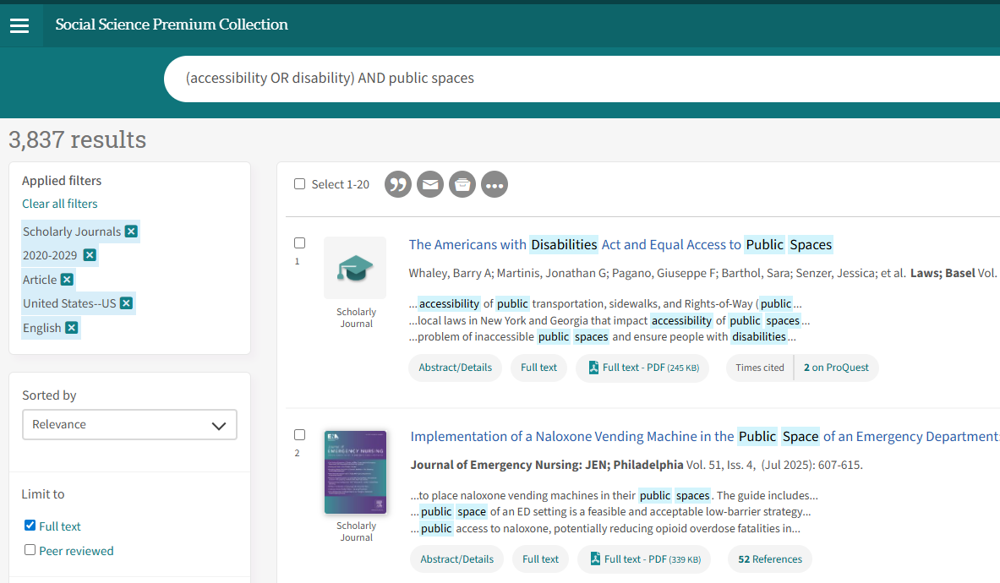 Social Science Premium Collection
(accessibility OR disability) AND public spaces
3,837 results
Applied filters
Clear all filters
Scholarly Journals
2020-2029
Article
United States--US
English
Sorted by
Relevance
Limit to
Full text
Peer reviewed
Select 1-20
1
Scholarly
Journal
The Americans with Disabilities Act and Equal Access to Public Spaces
Whaley, Barry A; Martinis, Jonathan G; Pagano, Giuseppe F; Barthol, Sara; Senzer, Jessica; et al. Laws; Basel Vol.
...accessibility of public transportation, sidewalks, and Rights-of-Way (public...
...local laws in New York and Georgia that impact accessibility of public spaces...
...problem of inaccessible public spaces and ensure people with disabilities...
Abstract/Details Full text Full text - PDF (245 KB) Times cited 2 on ProQuest
2
EMERGENCY NURSING
Scholarly
Journal
Implementation of a Naloxone Vending Machine in the Public Space of an Emergency Department:
Journal of Emergency Nursing: JEN; Philadelphia Vol. 51, Iss. 4, (Jul 2025): 607-615.
...to place naloxone vending machines in their public spaces. The guide includes...
...public space of an ED setting is a feasible and acceptable low-barrier strategy...
...public access to naloxone, potentially reducing opioid overdose fatalities in...
Abstract/Details Full text Full text - PDF (339 KB) 52 References